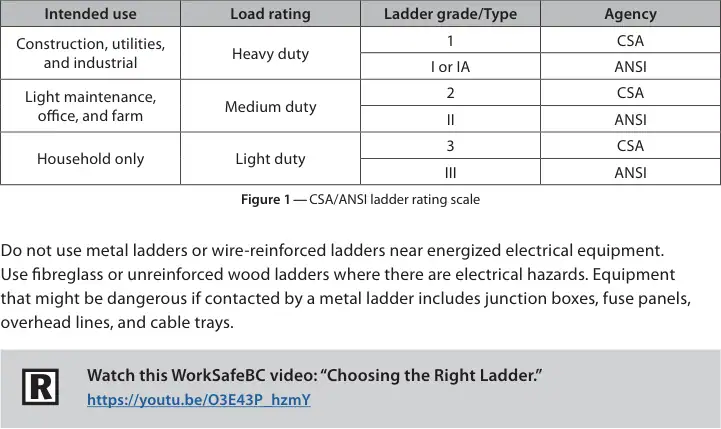 Intended use Load rating Ladder grade/Type Agency
Construction, utilities,
and industrial
Heavy duty
1 CSA
I or IA ANSI
Light maintenance,
office, and farm
Medium duty
2 CSA
II ANSI
Household only
Light duty
3 CSA
III ANSI
Figure 1 — CSA/ANSI ladder rating scale
Do not use metal ladders or wire-reinforced ladders near energized electrical equipment.
Use fibreglass or unreinforced wood ladders where there are electrical hazards. Equipment
that might be dangerous if contacted by a metal ladder includes junction boxes, fuse panels,
overhead lines, and cable trays.
R
Watch this WorkSafeBC video: “Choosing the Right Ladder.”
https://youtu.be/O3E43P_hzmY